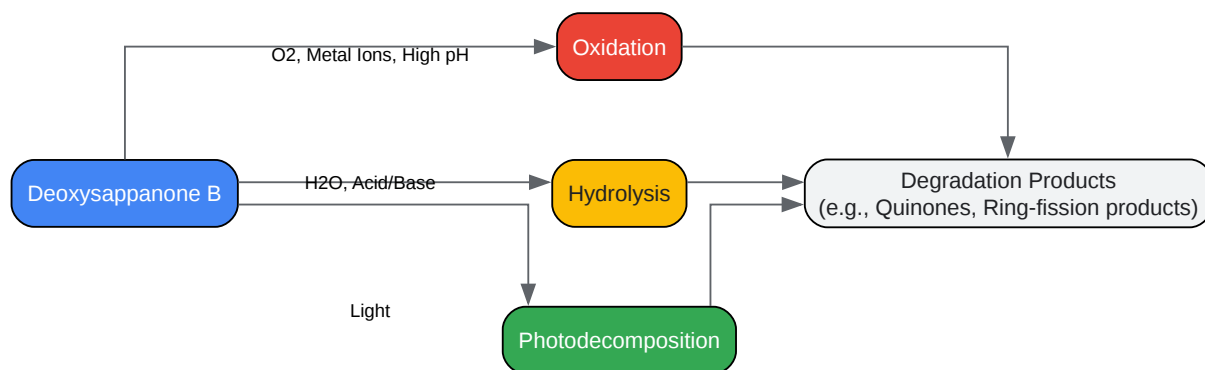 O2, Metal Ions, High pH
Oxidation
Deoxysappanone B
H2O, Acid/Base
Hydrolysis
Degradation Products
(e.g., Quinones, Ring-fission products)
Light
Photodecomposition